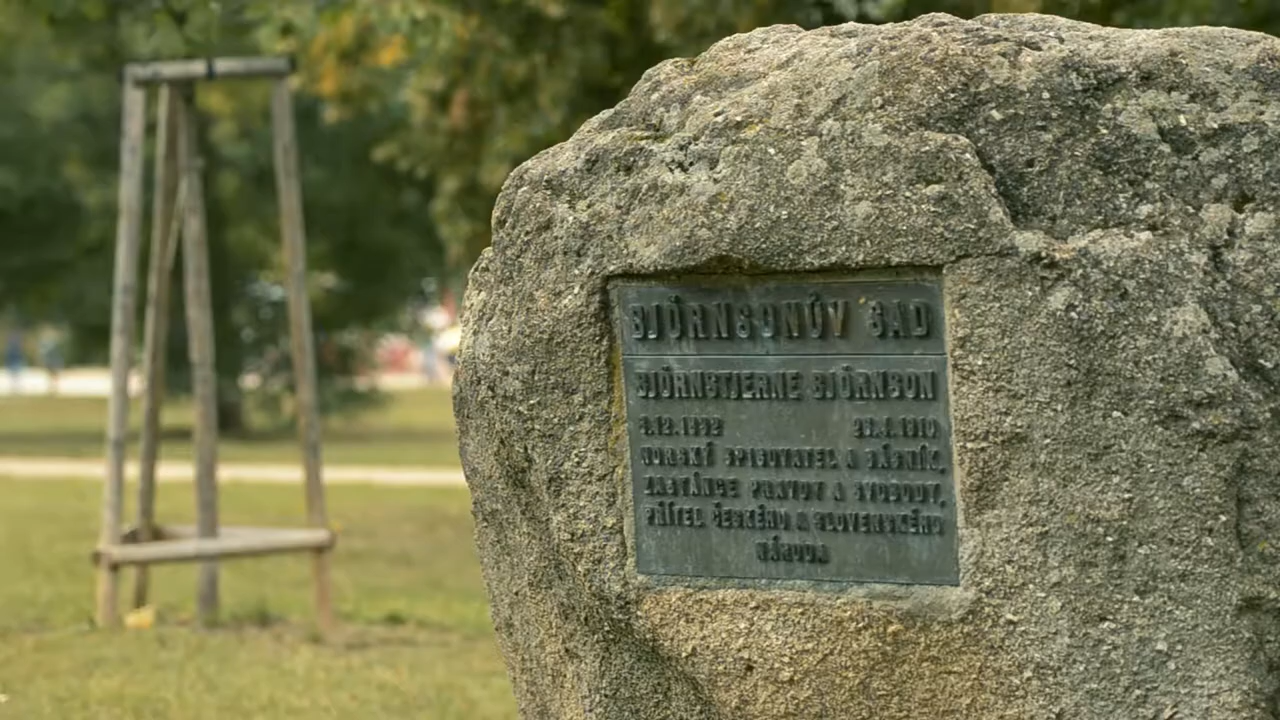 BJÖRNSONŮV SAD
BJÖRNSTJERNE BJÖRNSON
8.12.1832 26.4.1910
NORSKÝ SPISOVATEL A BÁSNÍK,
ZASTÁNCE PRAVDY A SVOBODY,
PŘÍTEL ČESKÉHO A SLOVENSKÉHO
NÁRODA